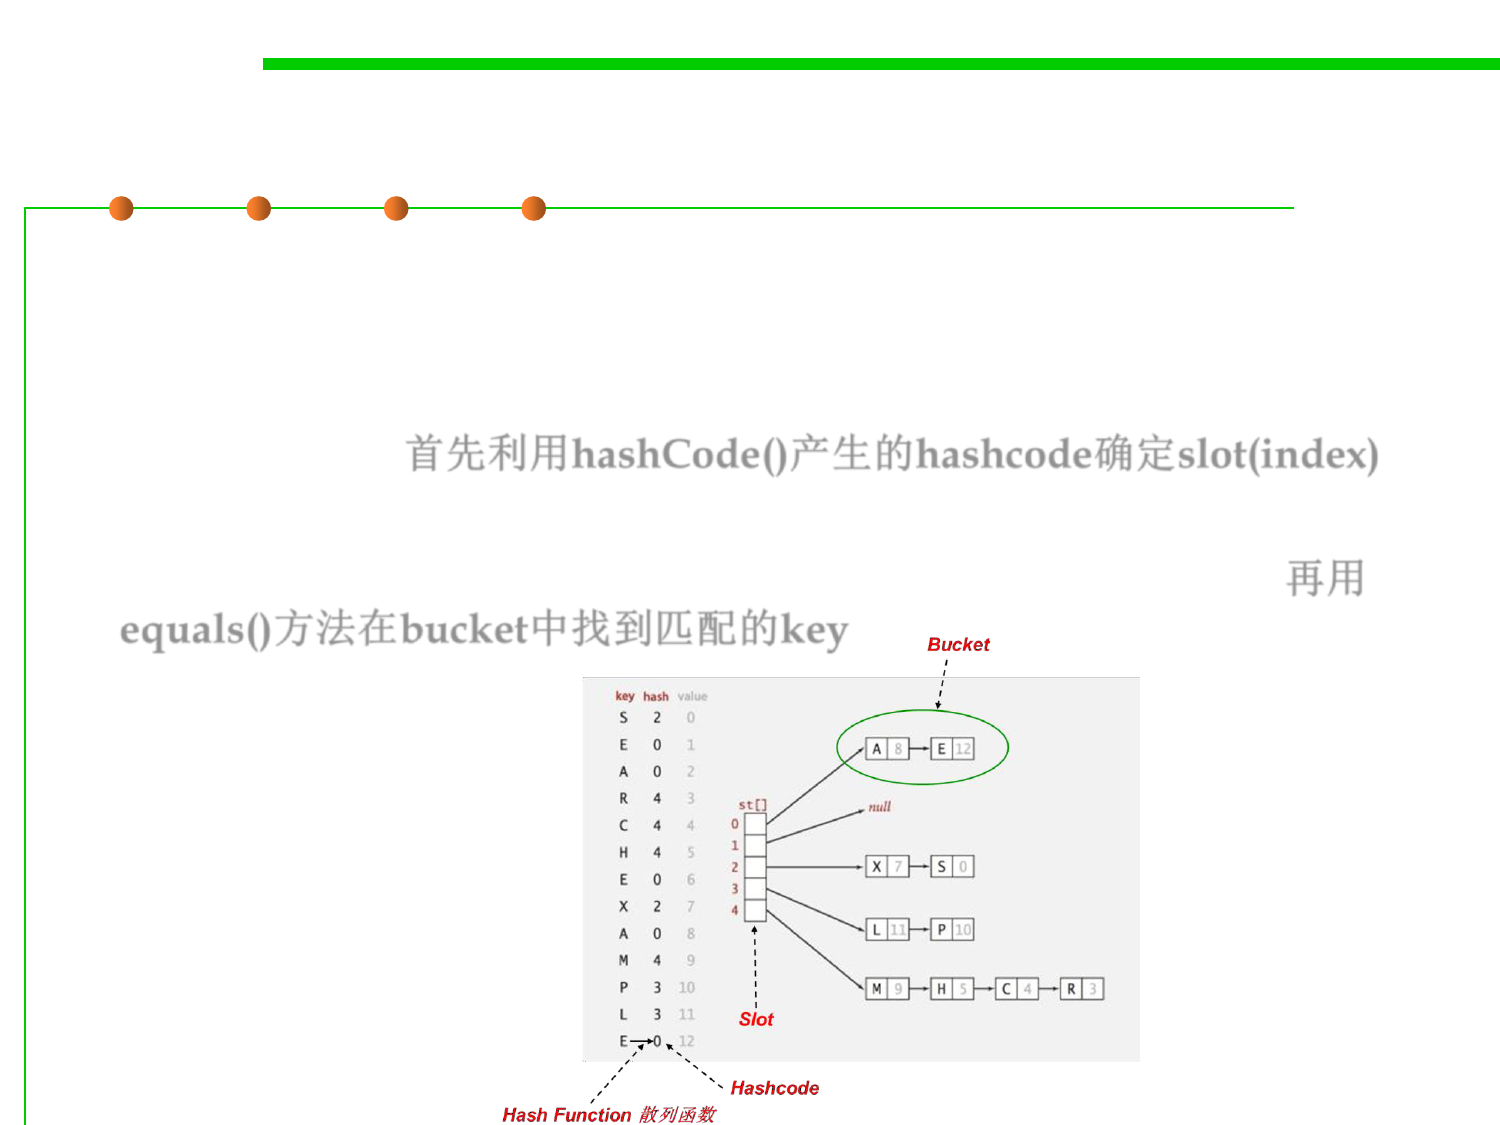 首先利用hashCode()产生的hashcode确定slot(index)
再用
equals()方法在bucket中找到匹配的key
Bucket
key hash value
S 2 0
E 0 1
A 0 2
R 4 3
C 4 4
H 4 5
E 0 6
X 2 7
A 0 8
M 4 9
P 3 10
L 3 11
E 0 12
A 8 E 12
st[]
null
0
1
2
3
4
X 7 S 0
L 11 P 10
M 9 H 5 C 4 R 3
Slot
Hashcode
Hash Function 散列函数